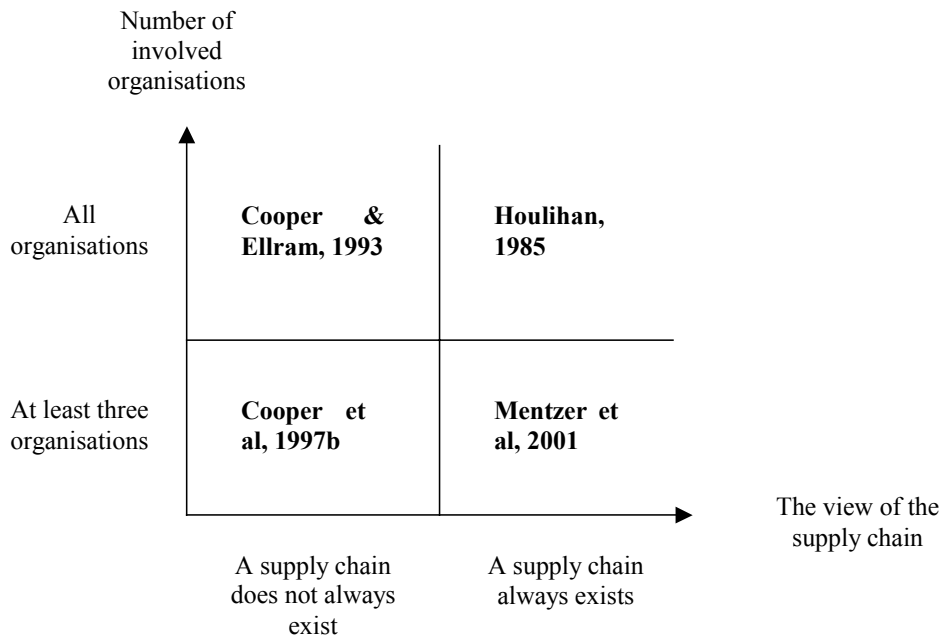 Number of
involved
organisations
All
organisations
Cooper &
Ellram, 1993
Houlihan,
1985
At least three
organisations
Cooper et
al, 1997b
Mentzer et
al, 2001
The view of the
supply chain
A supply chain
does not always
exist
A supply chain
always exists